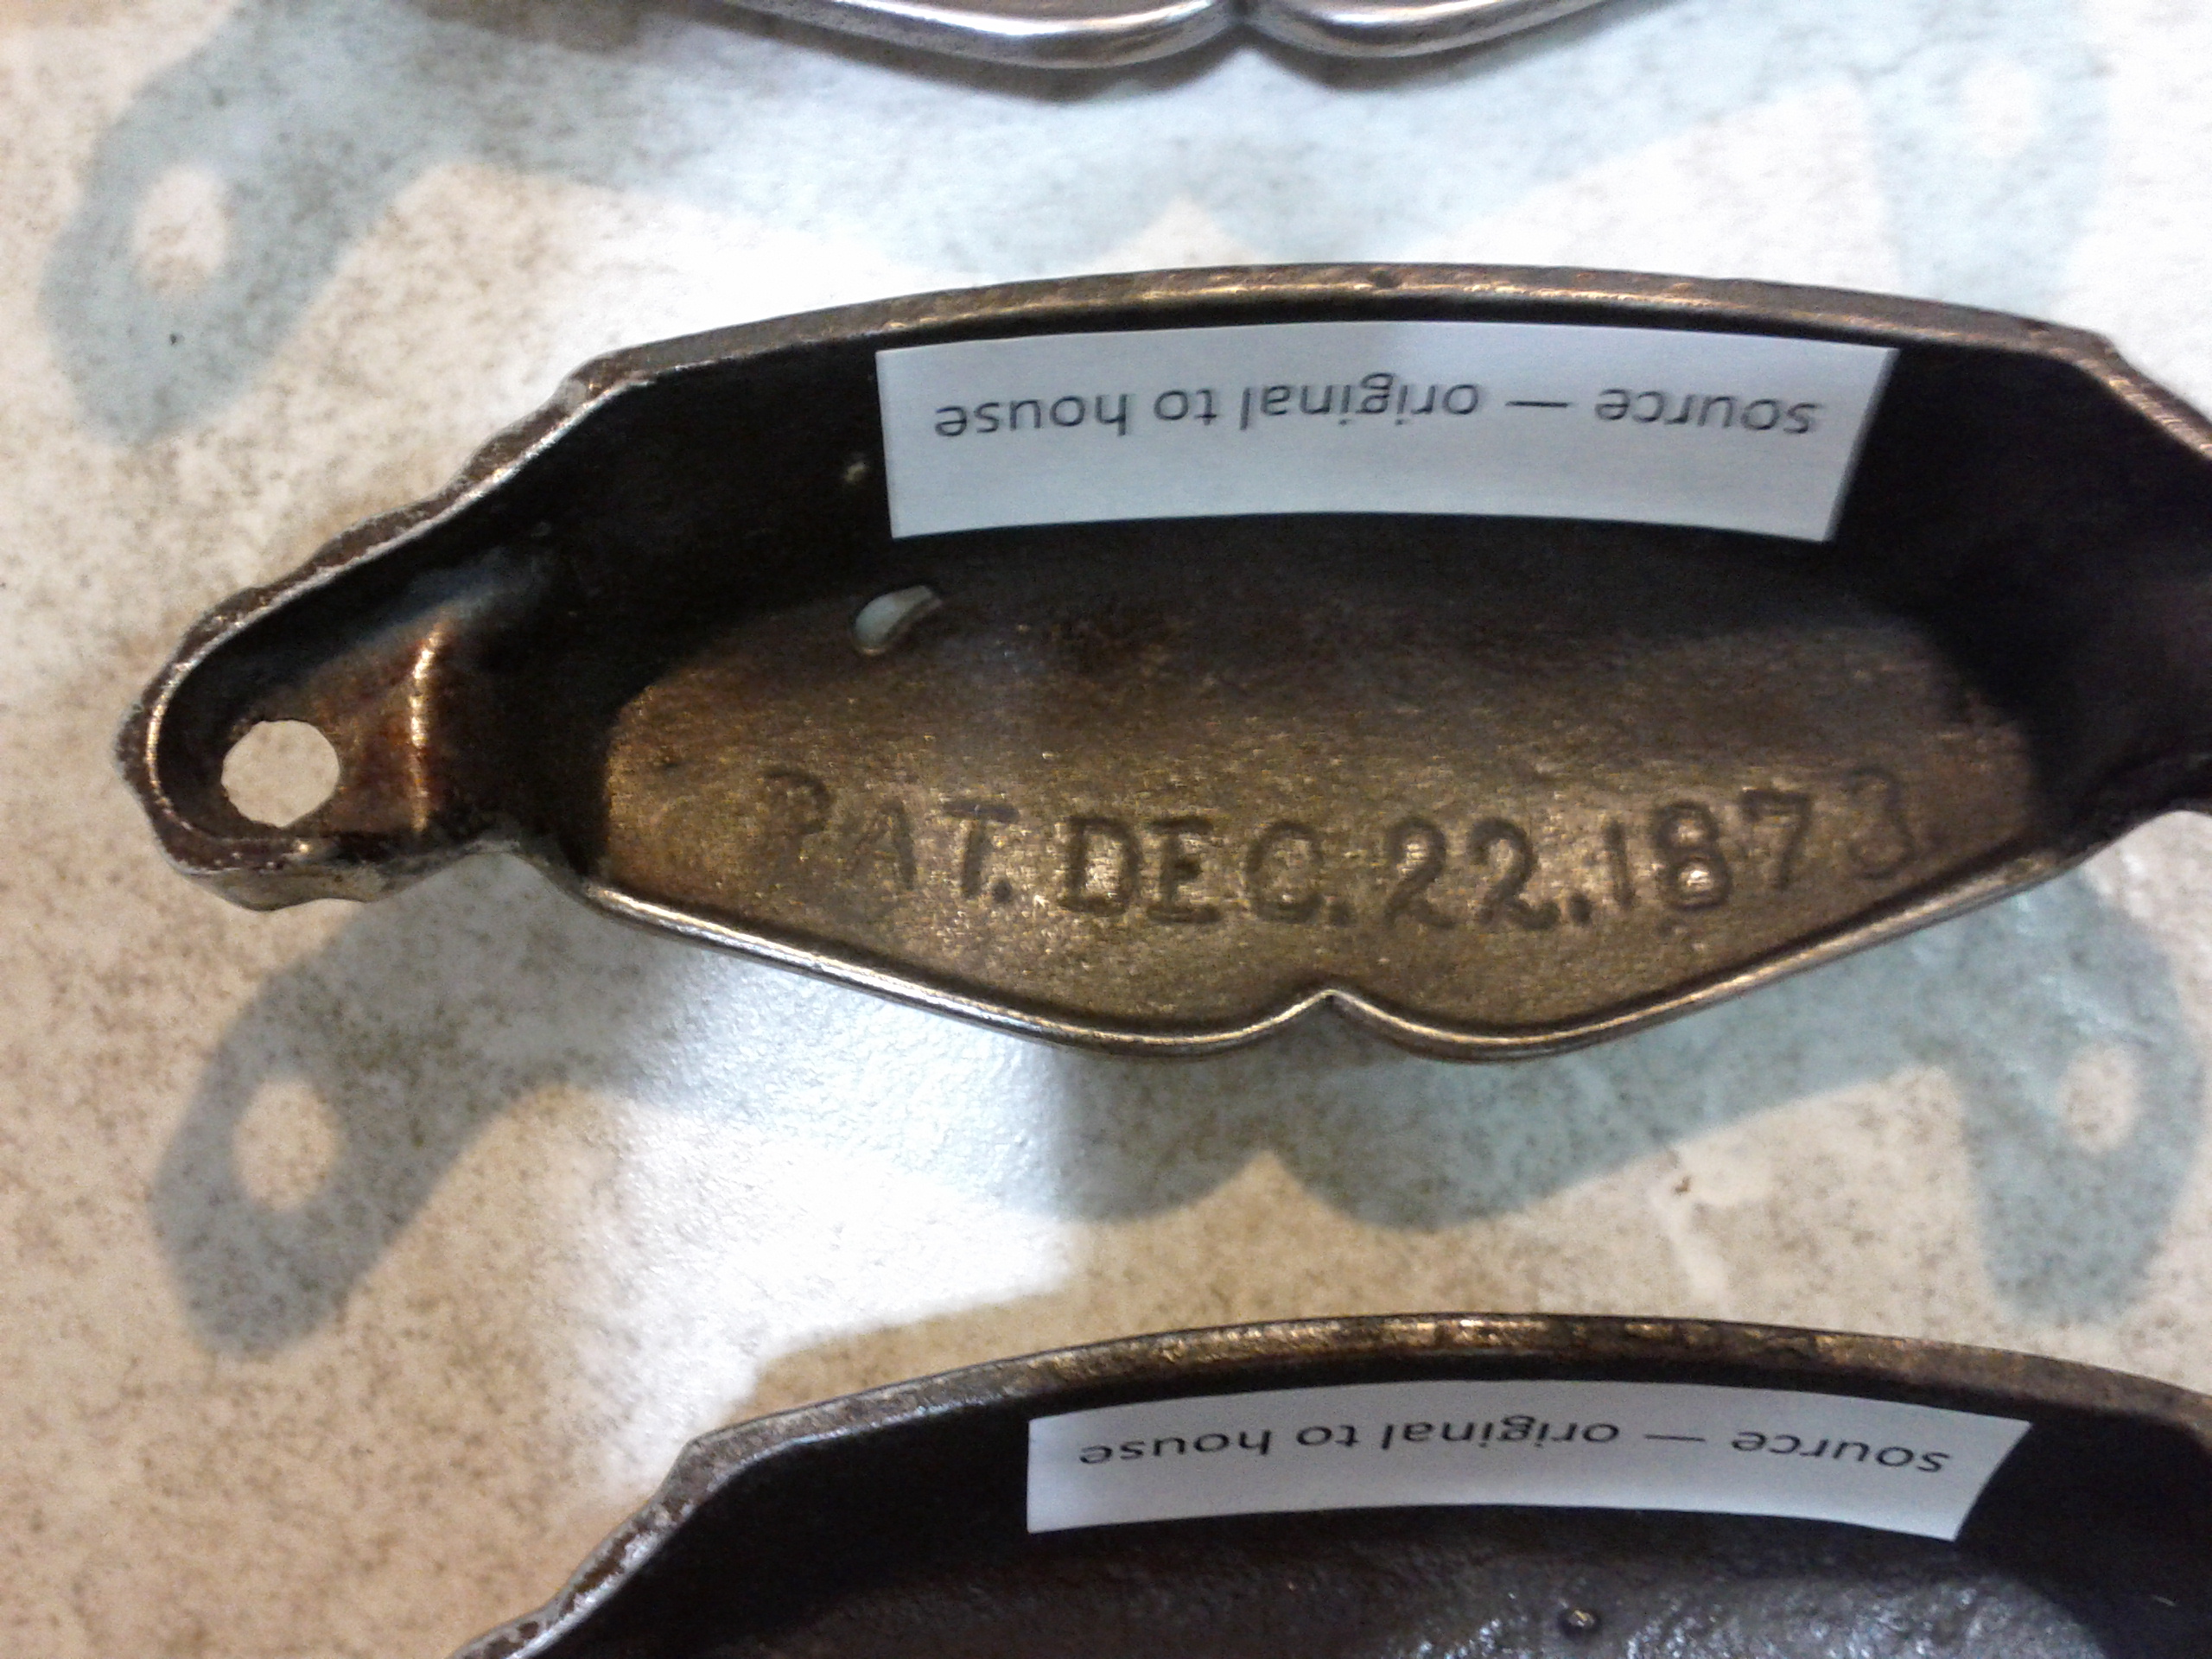 source — original to house
PAT. DEC. 22. 1873
source — original to house